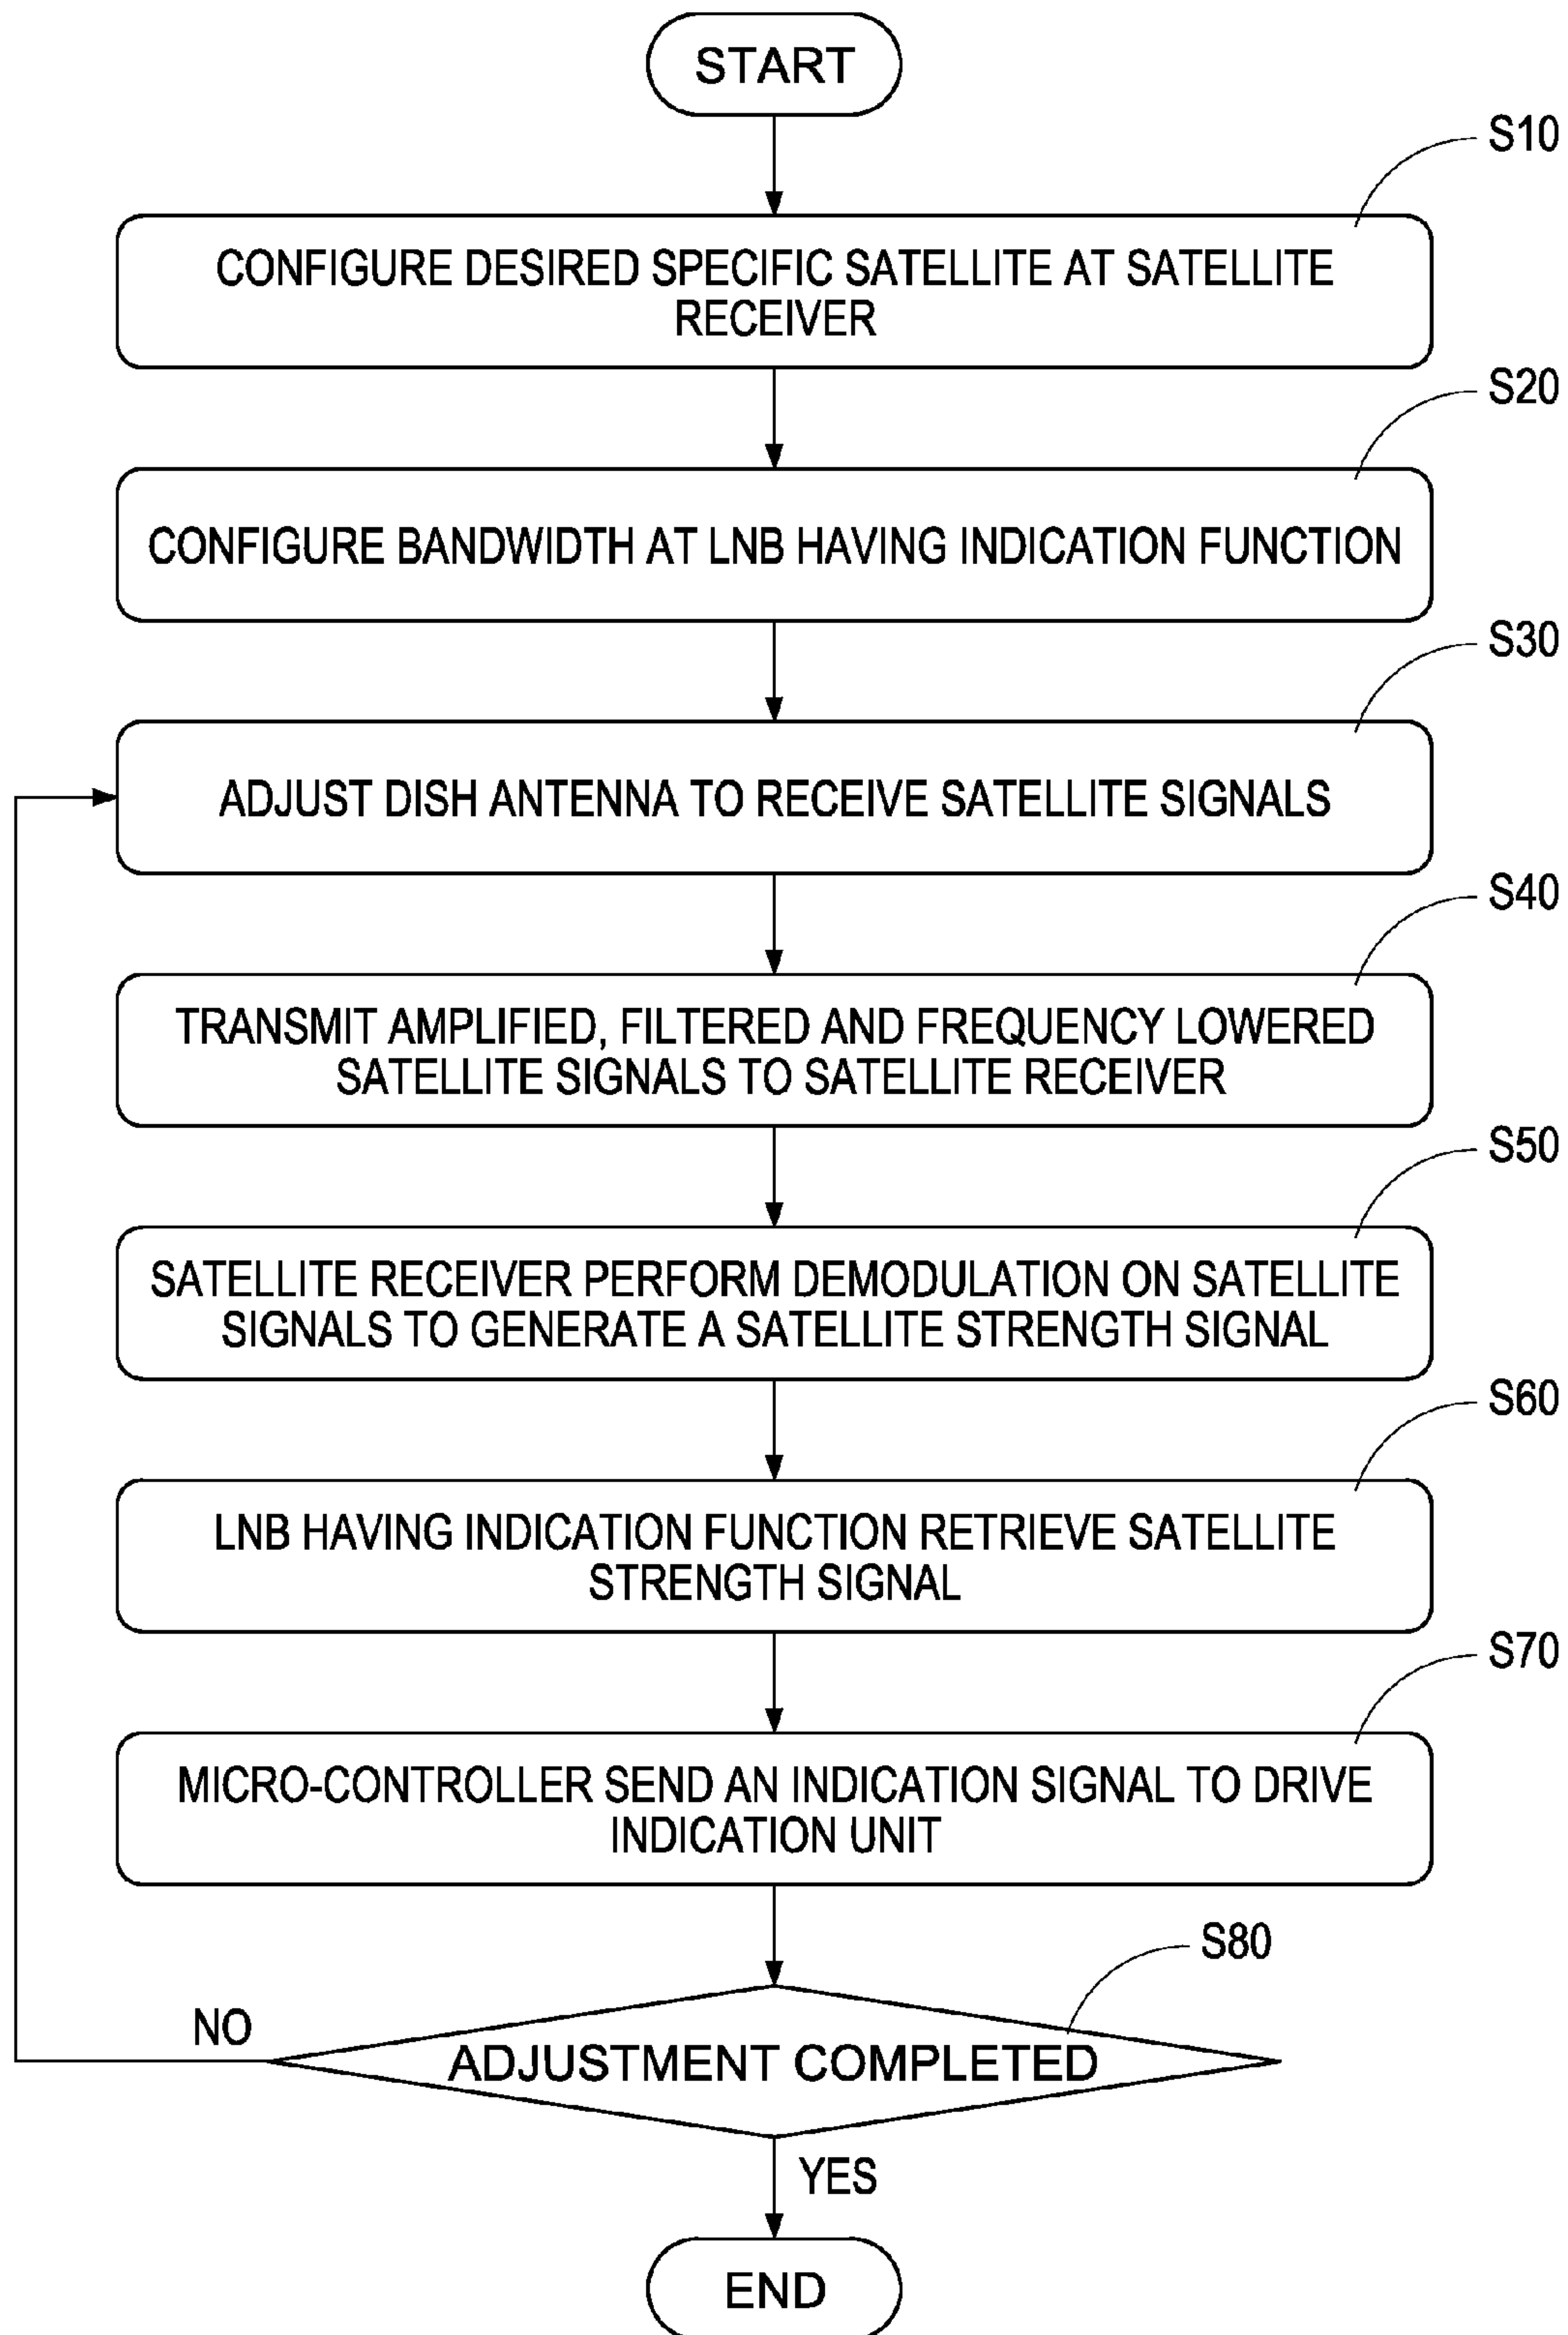 START
S10
CONFIGURE DESIRED SPECIFIC SATELLITE AT SATELLITE
RECEIVER
S20
CONFIGURE BANDWIDTH AT LNB HAVING INDICATION FUNCTION
S30
ADJUST DISH ANTENNA TO RECEIVE SATELLITE SIGNALS
S40
TRANSMIT AMPLIFIED, FILTERED AND FREQUENCY LOWERED
SATELLITE SIGNALS TO SATELLITE RECEIVER
S50
SATELLITE RECEIVER PERFORM DEMODULATION ON SATELLITE
SIGNALS TO GENERATE A SATELLITE STRENGTH SIGNAL
S60
LNB HAVING INDICATION FUNCTION RETRIEVE SATELLITE
STRENGTH SIGNAL
S70
MICRO-CONTROLLER SEND AN INDICATION SIGNAL TO DRIVE
INDICATION UNIT
S80
NO
ADJUSTMENT COMPLETED
YES
END